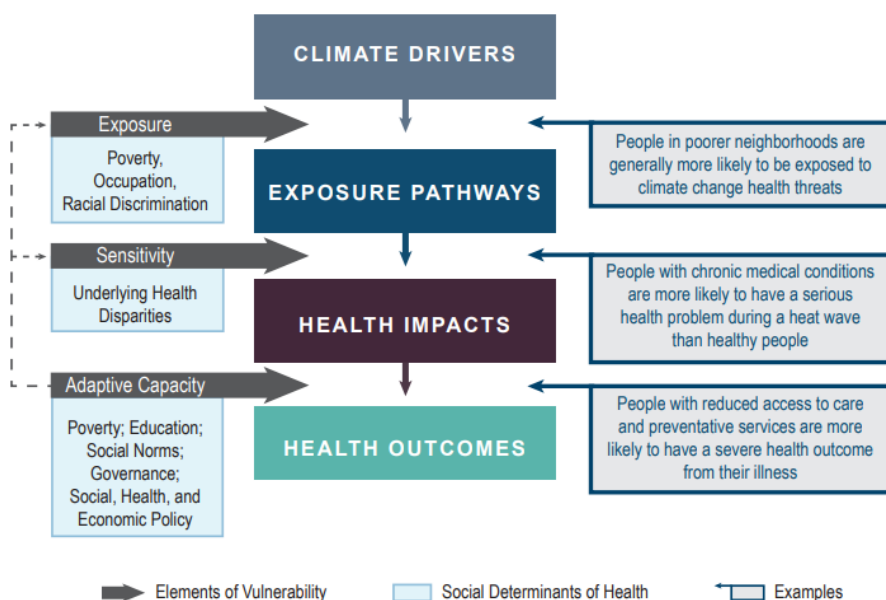 CLIMATE DRIVERS
Exposure
Poverty,
Occupation,
Racial Discrimination
People in poorer neighborhoods are
generally more likely to be exposed to
climate change health threats
EXPOSURE PATHWAYS
Sensitivity
Underlying Health
Disparities
People with chronic medical conditions
are more likely to have a serious
health problem during a heat wave
than healthy people
HEALTH IMPACTS
Adaptive Capacity
Poverty; Education;
Social Norms;
Governance;
Social, Health, and
Economic Policy
People with reduced access to care
and preventative services are more
likely to have a severe health outcome
from their illness
HEALTH OUTCOMES
Elements of Vulnerability
Social Determinants of Health
Examples